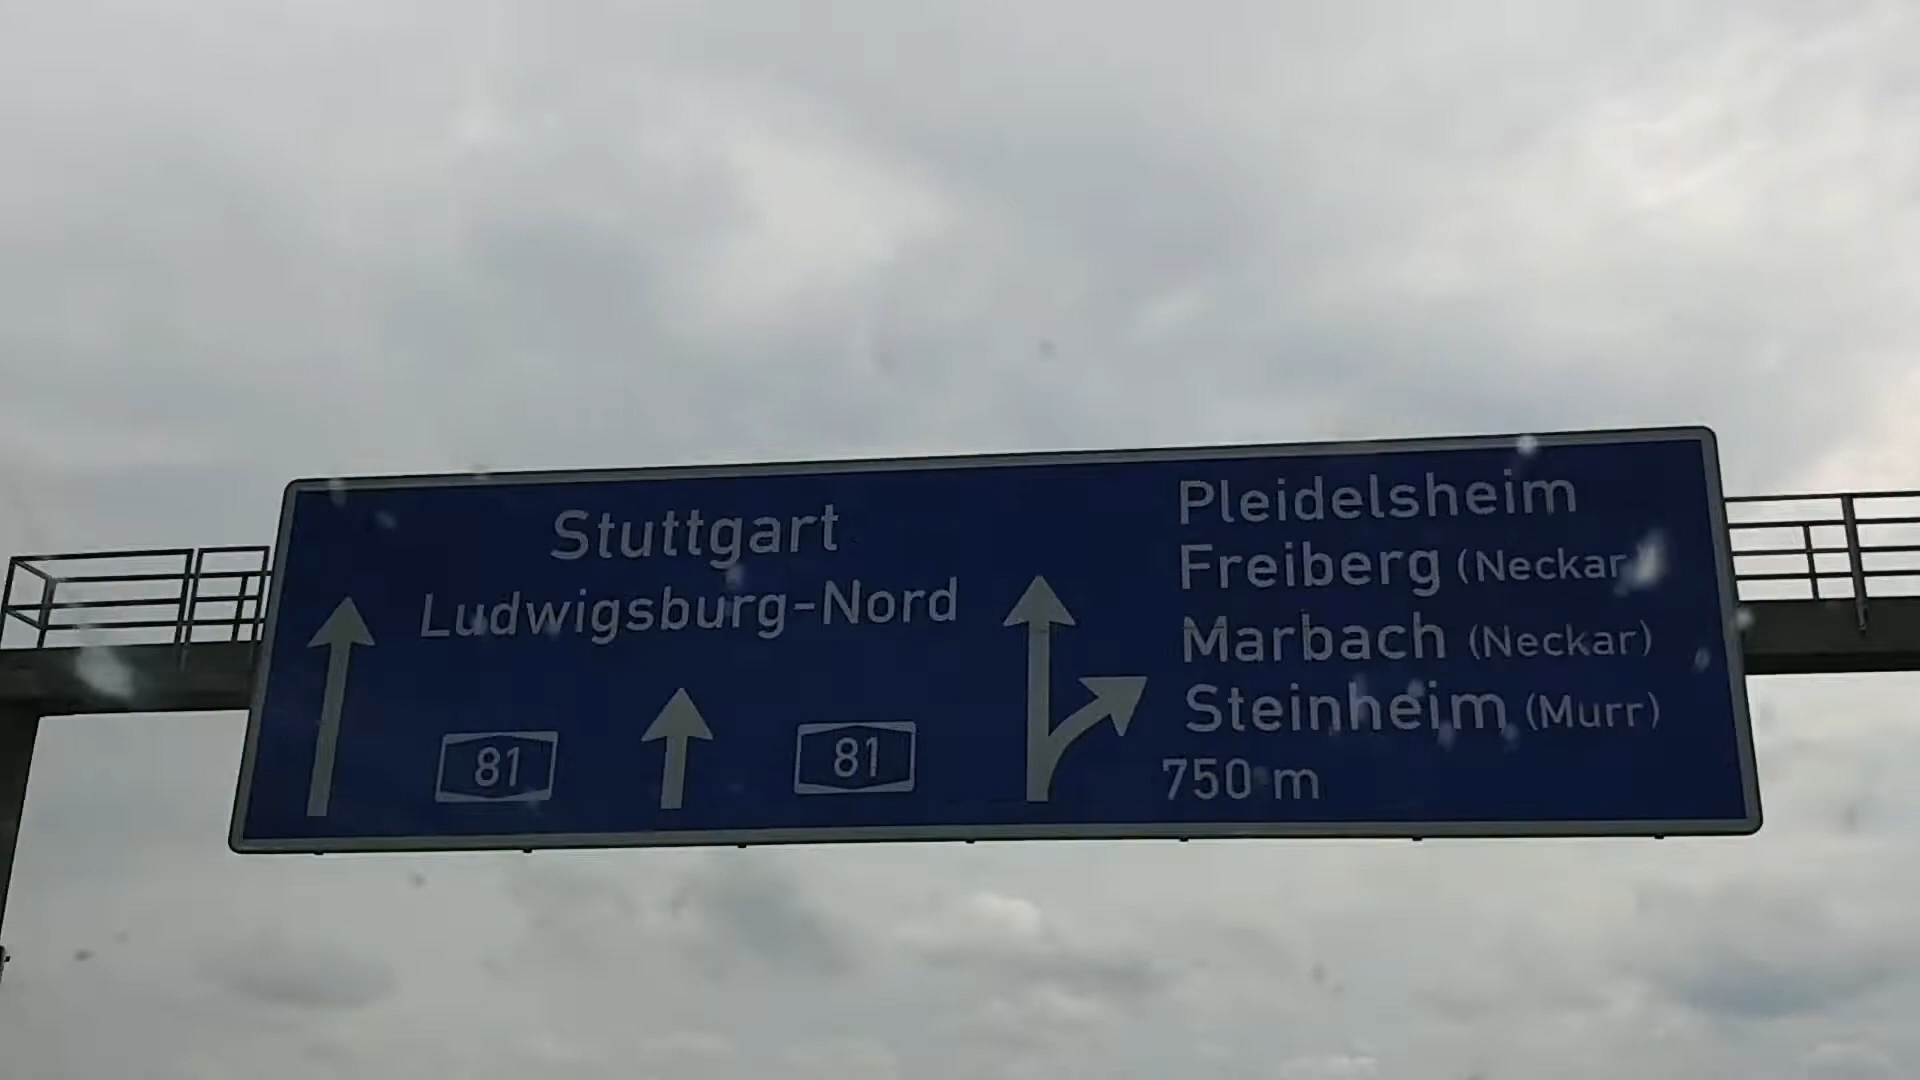 Stuttgart
Ludwigsburg-Nord
81
81
Pleidelsheim
Freiberg (Neckar)
Marbach (Neckar)
Steinheim (Murr)
750 m